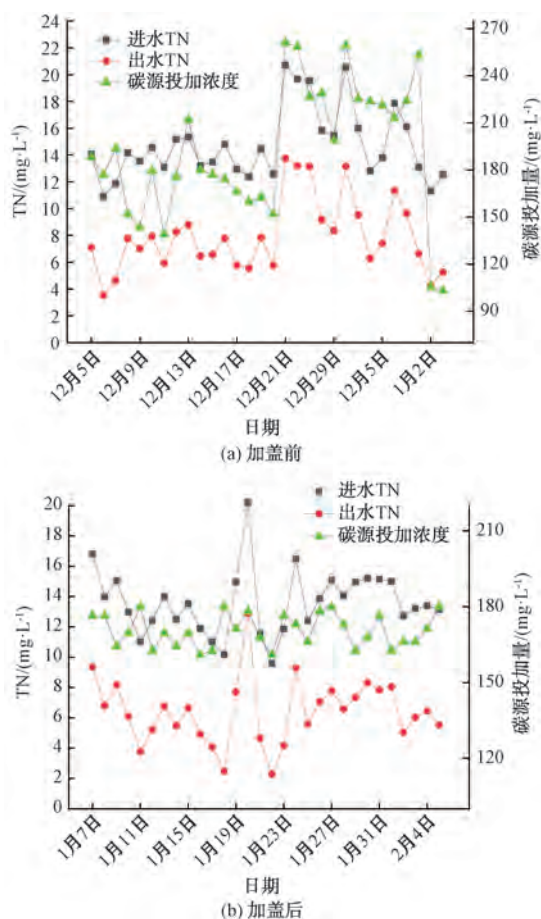 24
22
20
18
16
14
12
10
8
6
4
2
0
TN/(mg·L⁻¹)
进水TN
出水TN
碳源投加浓度
270
240
210
180
150
120
90
碳源投加量/(mg·L⁻¹)
12月5日
12月9日
12月13日
12月17日
12月21日
12月29日
12月5日
1月2日
日期
(a) 加盖前
20
18
16
14
12
10
8
6
4
2
0
TN/(mg·L⁻¹)
进水TN
出水TN
碳源投加浓度
210
180
150
120
碳源投加量/(mg·L⁻¹)
1月7日
1月11日
1月15日
1月19日
1月23日
1月27日
1月31日
2月4日
日期
(b) 加盖后